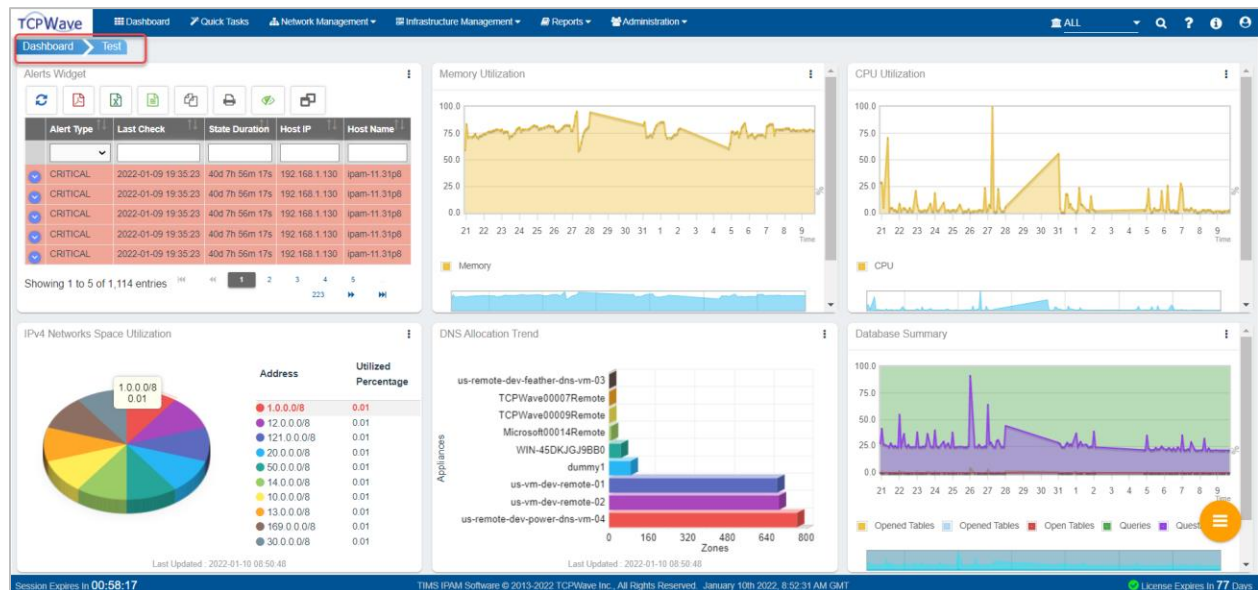 TCPWave Dashboard Quick Tasks Network Management Infrastructure Management Reports Administration ALL
Dashboard Test
Alerts Widget
Alert Type Last Check State Duration Host IP Host Name
CRITICAL 2022-01-09 19:35:23 40d 7h 56m 17s 192.168.1.130 ipam-11.31p8
CRITICAL 2022-01-09 19:35:23 40d 7h 56m 17s 192.168.1.130 ipam-11.31p8
CRITICAL 2022-01-09 19:35:23 40d 7h 56m 17s 192.168.1.130 ipam-11.31p8
CRITICAL 2022-01-09 19:35:23 40d 7h 56m 17s 192.168.1.130 ipam-11.31p8
CRITICAL 2022-01-09 19:35:23 40d 7h 56m 17s 192.168.1.130 ipam-11.31p8
Showing 1 to 5 of 1,114 entries 1 2 3 4 5
223
Memory Utilization
100.0
75.0
50.0
25.0
0.0
21 22 23 24 25 26 27 28 29 30 31 1 2 3 4 5 6 7 8 9
Time
%
Memory
CPU Utilization
100.0
75.0
50.0
25.0
0.0
21 22 23 24 25 26 27 28 29 30 31 1 2 3 4 5 6 7 8 9
Time
%
CPU
IPv4 Networks Space Utilization
1.0.0.0/8
0.01
Address Utilized
Percentage
1.0.0.0/8 0.01
12.0.0.0/8 0.01
121.0.0.0/8 0.01
20.0.0.0/8 0.01
50.0.0.0/8 0.01
14.0.0.0/8 0.01
10.0.0.0/8 0.01
13.0.0.0/8 0.01
169.0.0.0/8 0.01
30.0.0.0/8 0.01
Last Updated : 2022-01-10 08:50:48
DNS Allocation Trend
Appliances
us-remote-dev-feather-dns-vm-03
TCPWave00007Remote
TCPWave00009Remote
Microsoft00014Remote
WIN-45DKJGJ9BB0
dummy1
us-vm-dev-remote-01
us-vm-dev-remote-02
us-remote-dev-power-dns-vm-04
0 160 320 480 640 800
Zones
Last Updated : 2022-01-10 08:50:48
Database Summary
100.0
75.0
50.0
25.0
0.0
21 22 23 24 25 26 27 28 29 30 31 1 2 3 4 5 6 7 8 9
Time
%
Opened Tables Opened Tables Open Tables Queries Quest
Session Expires In 00:58:17 TIMS IPAM Software © 2013-2022 TCPWave Inc., All Rights Reserved. January 10th 2022, 8:52:31 AM GMT License Expires In 77 Days